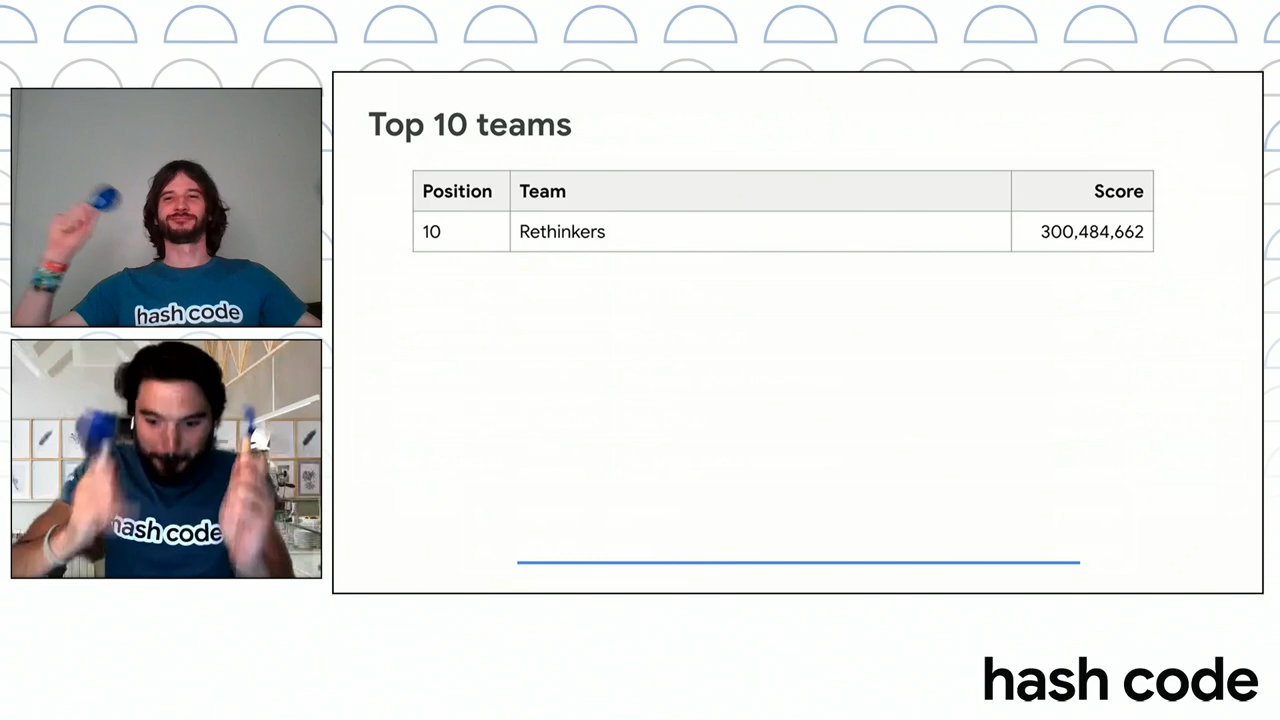 Top 10 teams
Position Team Score
10 Rethinkers 300,484,662
hash code
hash code
hash code